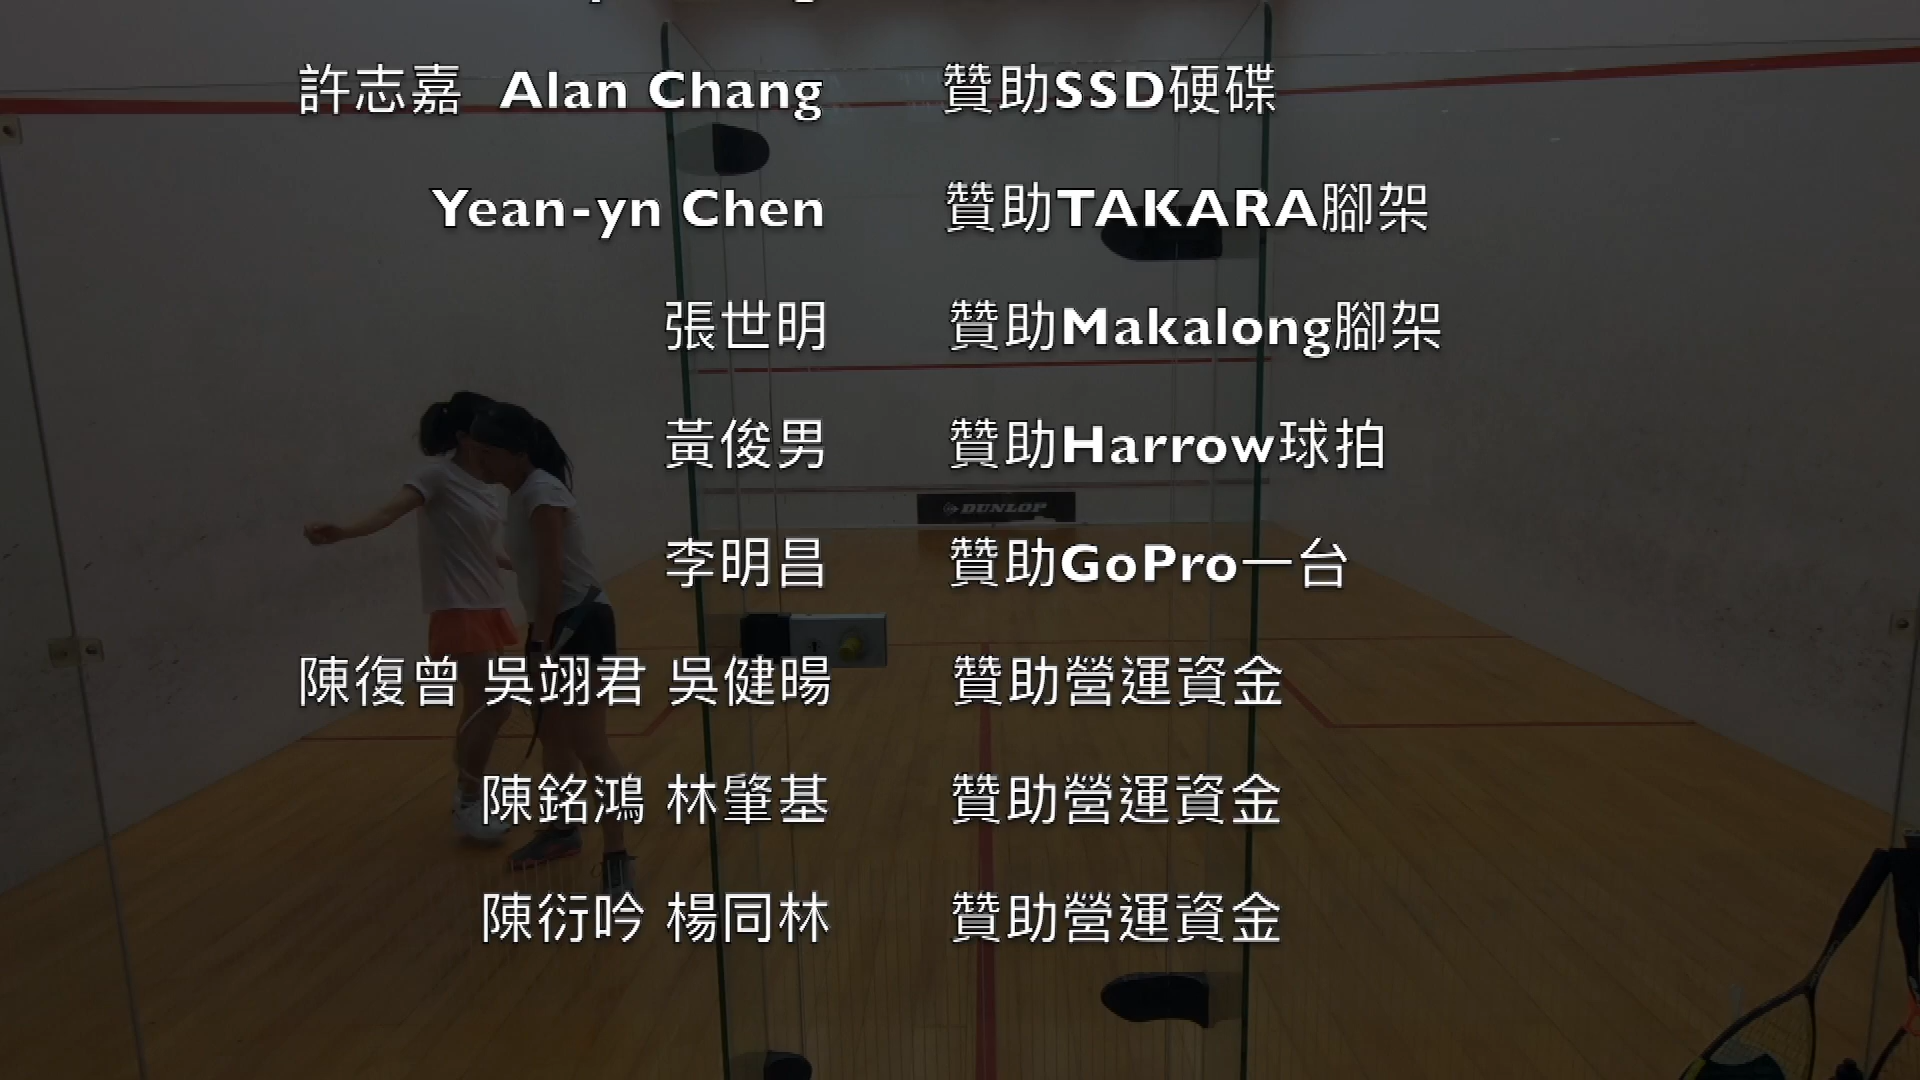 許志嘉 Alan Chang 贊助SSD硬碟
Yean-yn Chen 贊助TAKARA腳架
張世明 贊助Makalong腳架
黃俊男 贊助Harrow球拍
李明昌 贊助GoPro一台
DUNLOP
陳復曾 吳翊君 吳健暘 贊助營運資金
陳銘鴻 林肇基 贊助營運資金
陳衍吟 楊同林 贊助營運資金